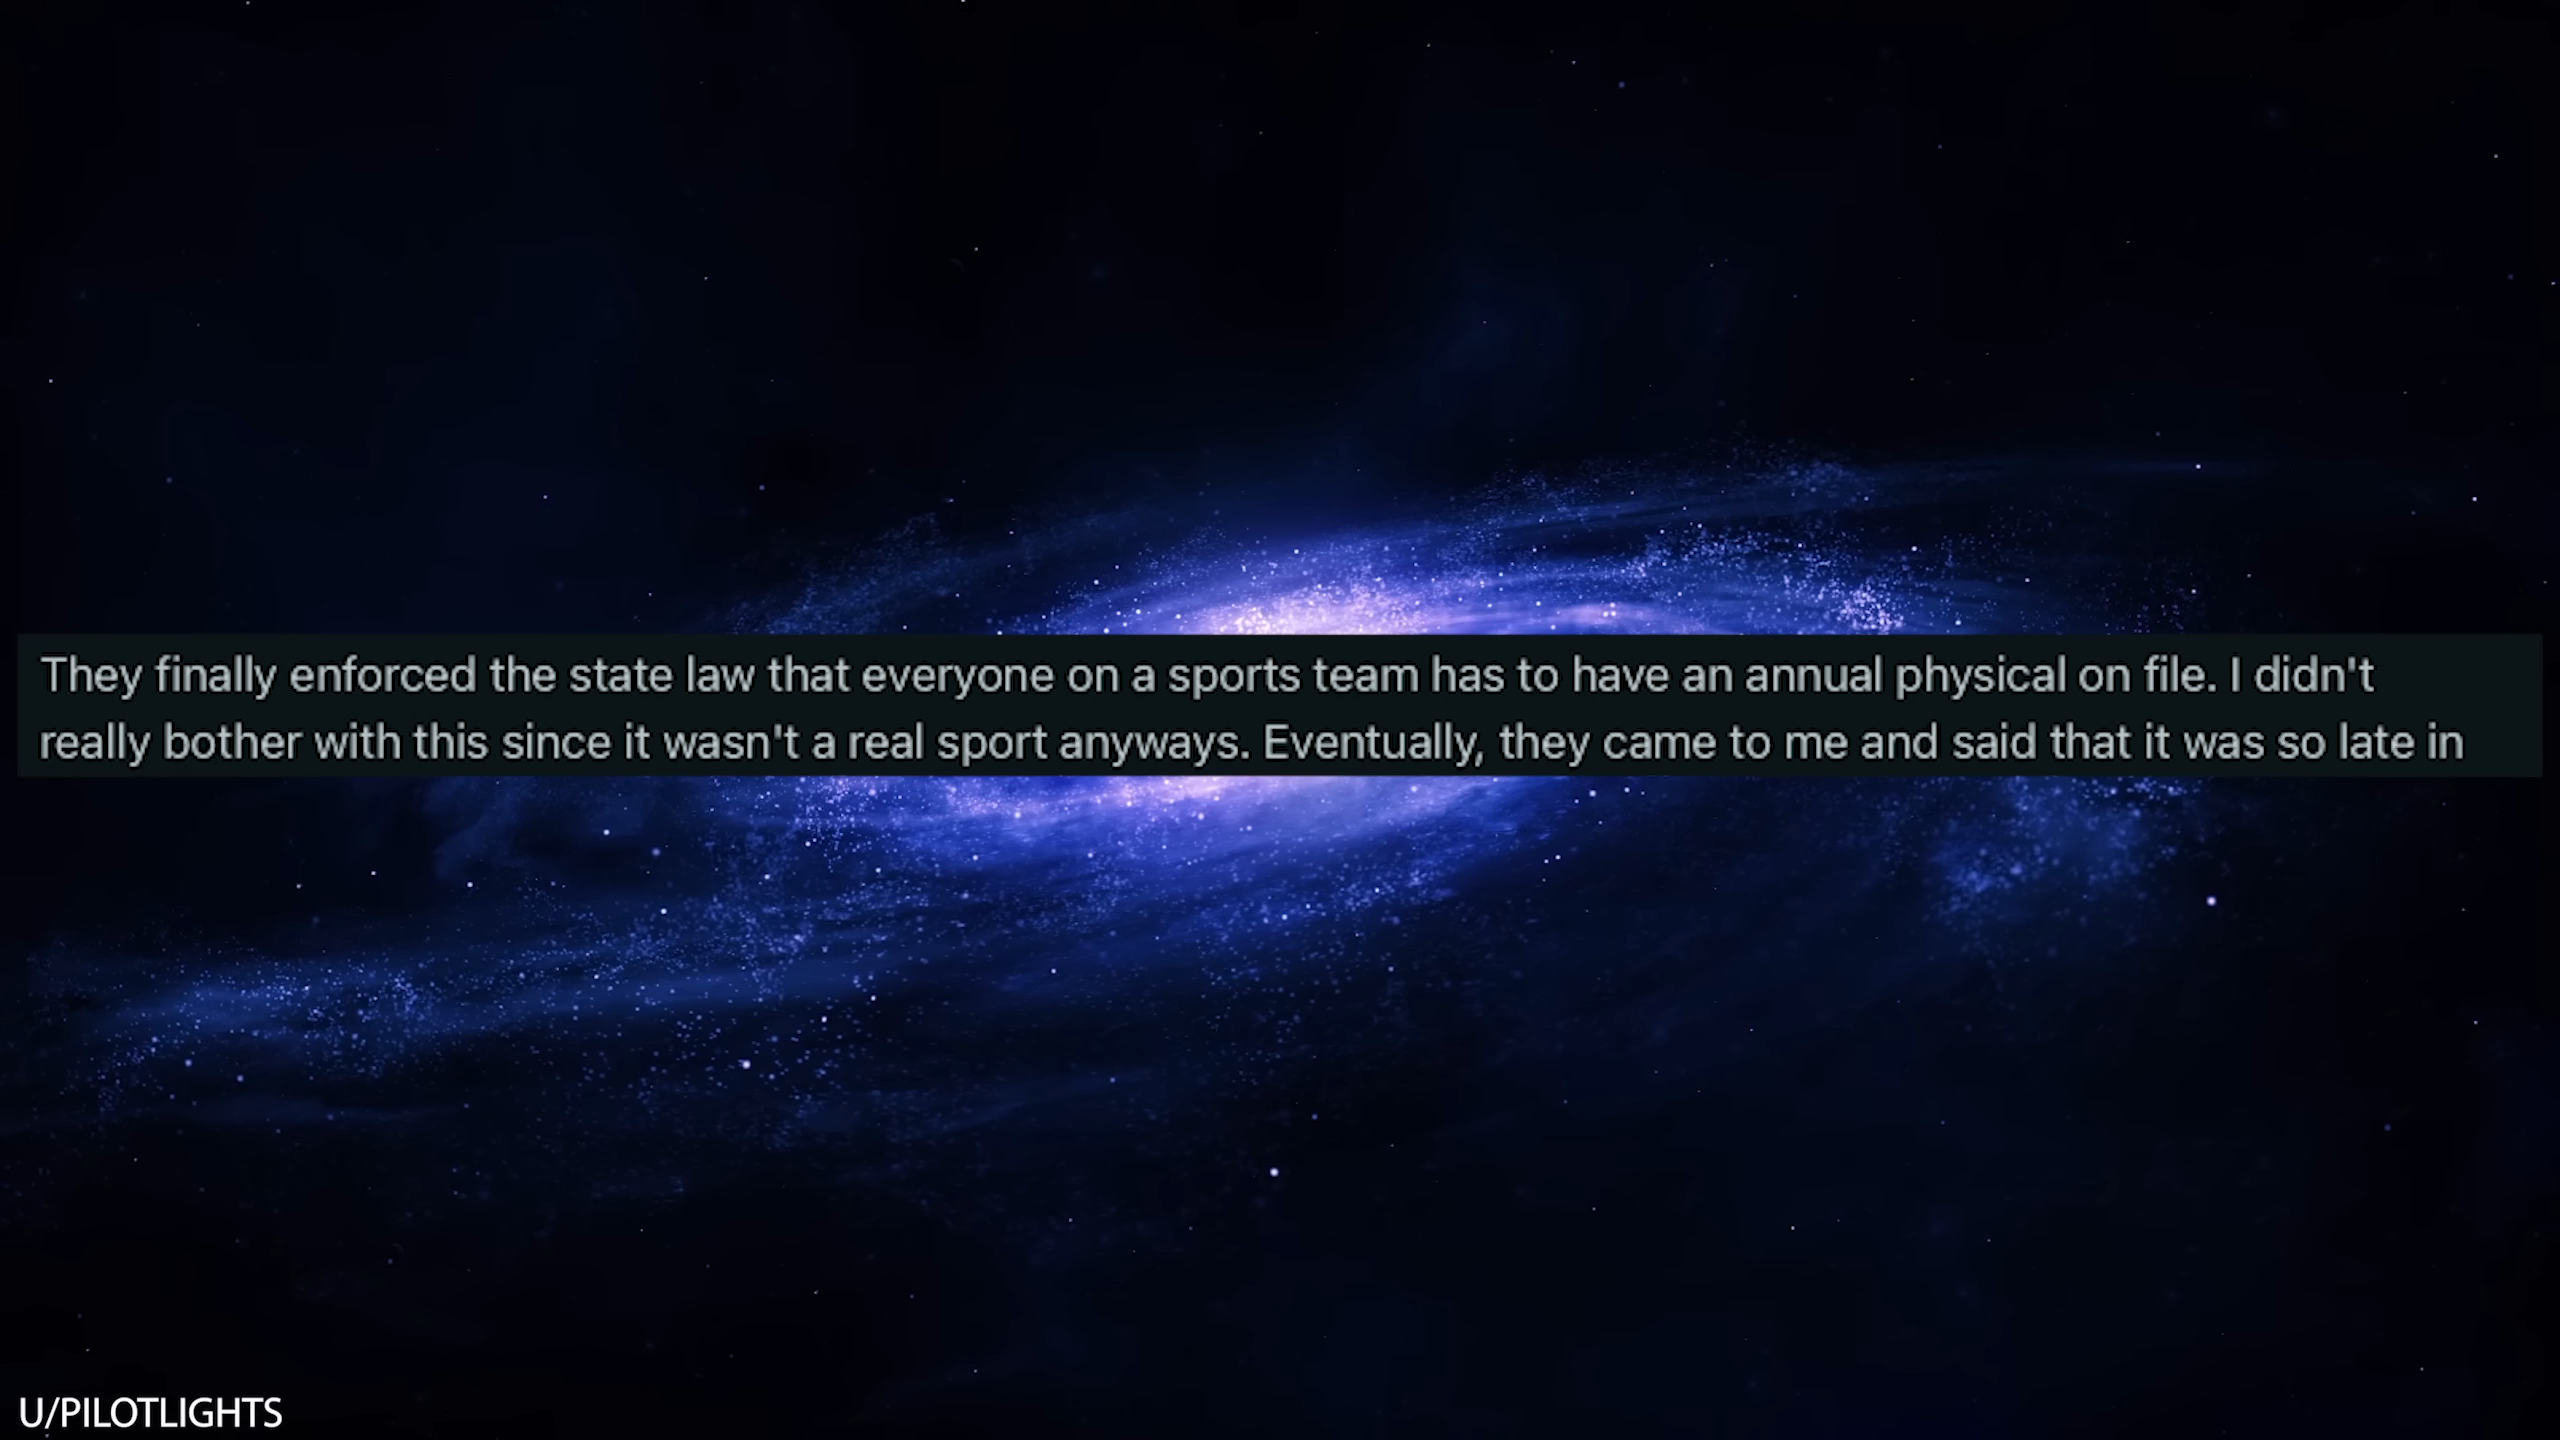 They finally enforced the state law that everyone on a sports team has to have an annual physical on file. I didn't
really bother with this since it wasn't a real sport anyways. Eventually, they came to me and said that it was so late in
U/PILOTLIGHTS